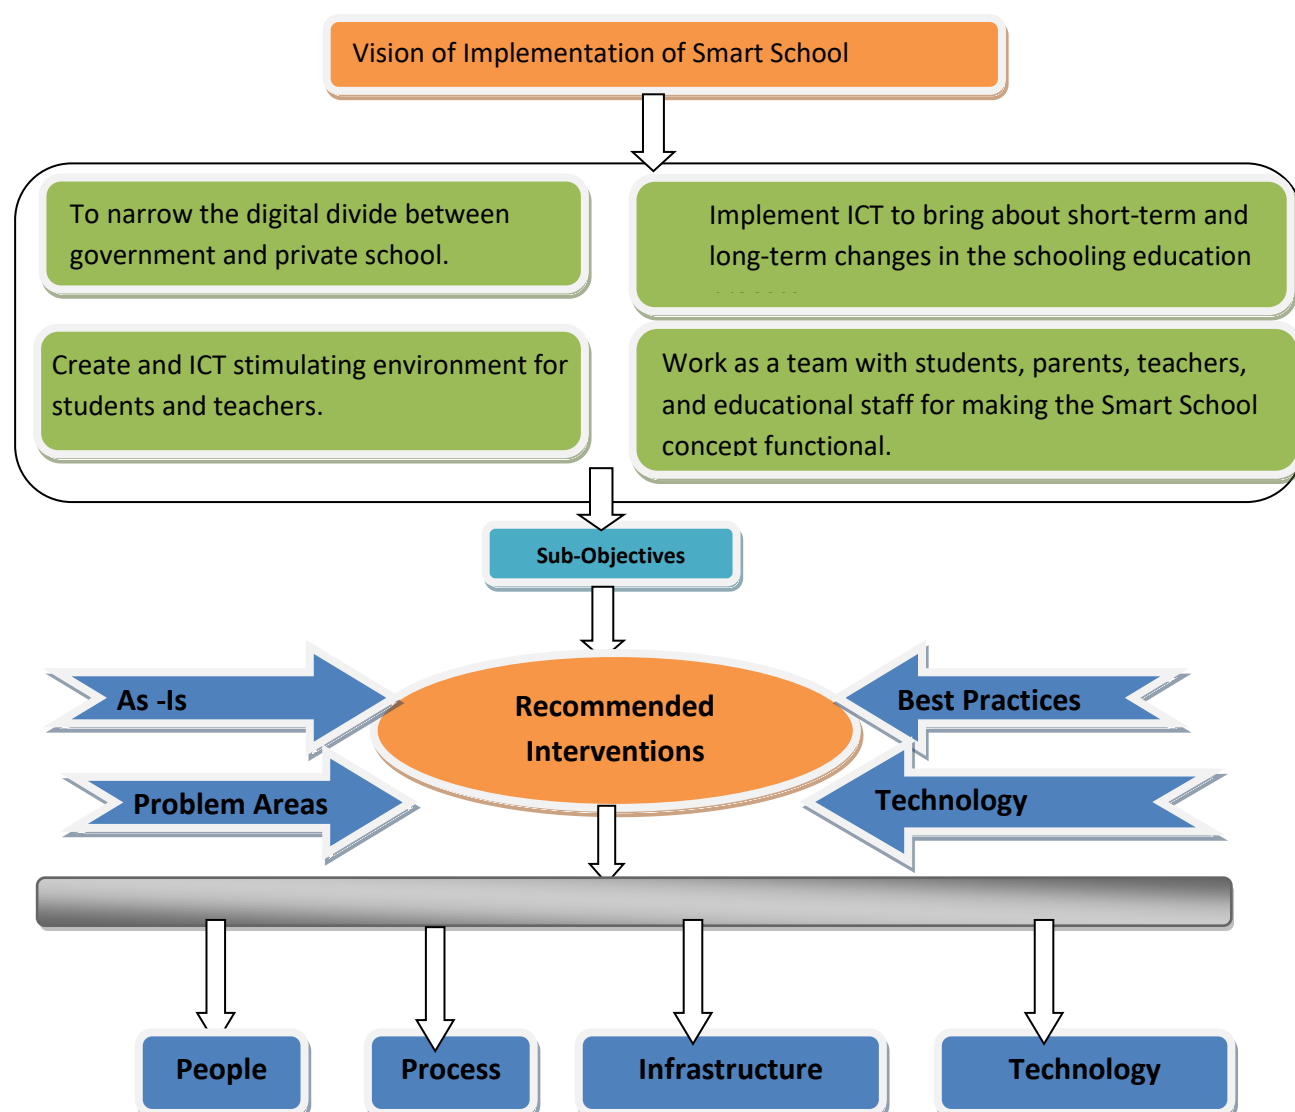 Vision of Implementation of Smart School
To narrow the digital divide between
government and private school.
Implement ICT to bring about short-term and
long-term changes in the schooling education
Create and ICT stimulating environment for
students and teachers.
Work as a team with students, parents, teachers,
and educational staff for making the Smart School
concept functional.
Sub-Objectives
As -Is
Recommended
Interventions
Best Practices
Problem Areas
Technology
People
Process
Infrastructure
Technology